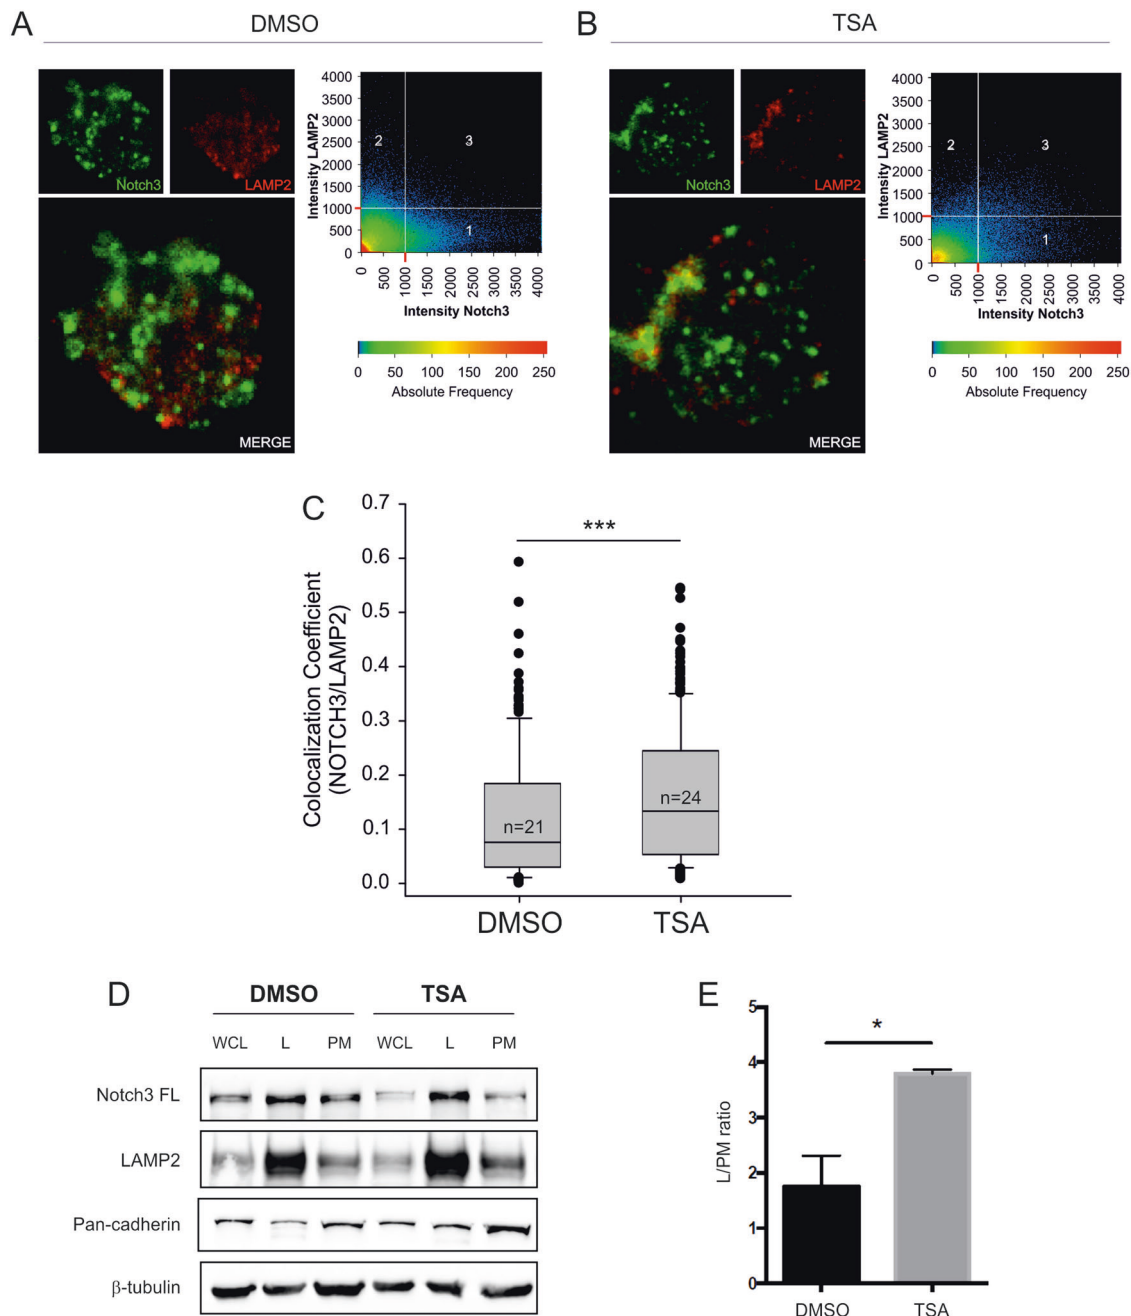 A
DMSO
B
TSA
Notch3
LAMP2
MERGE
Intensity LAMP2
4000
3500
3000
2500
2000
1500
1000
500
0
2
3
1
0
500
1000
1500
2000
2500
3000
3500
4000
Intensity Notch3
0 50 100 150 200 250
Absolute Frequency
Notch3
LAMP2
MERGE
Intensity LAMP2
4000
3500
3000
2500
2000
1500
1000
500
0
2
3
1
0
500
1000
1500
2000
2500
3000
3500
4000
Intensity Notch3
0 50 100 150 200 250
Absolute Frequency
C
Colocalization Coefficient
(NOTCH3/LAMP2)
0.7
0.6
0.5
0.4
0.3
0.2
0.1
0.0
***
n=21
n=24
DMSO TSA
D
DMSO TSA
WCL L PM WCL L PM
Notch3 FL
LAMP2
Pan-cadherin
β-tubulin
E
L/PM ratio
5
4
3
2
1
0
*
DMSO TSA